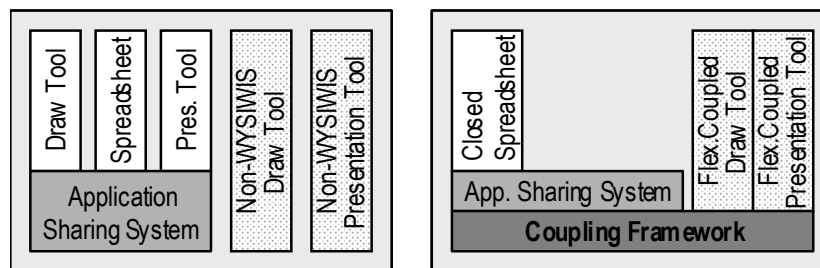 Draw Tool
Spreadsheet
Pres. Tool
Non-WYSIWIS
Draw Tool
Non-WYSIWIS
Presentation Tool
Application
Sharing System
Closed
Spreadsheet
Flex.Coupled
Draw Tool
Flex.Coupled
Presentation Tool
App. Sharing System
Coupling Framework